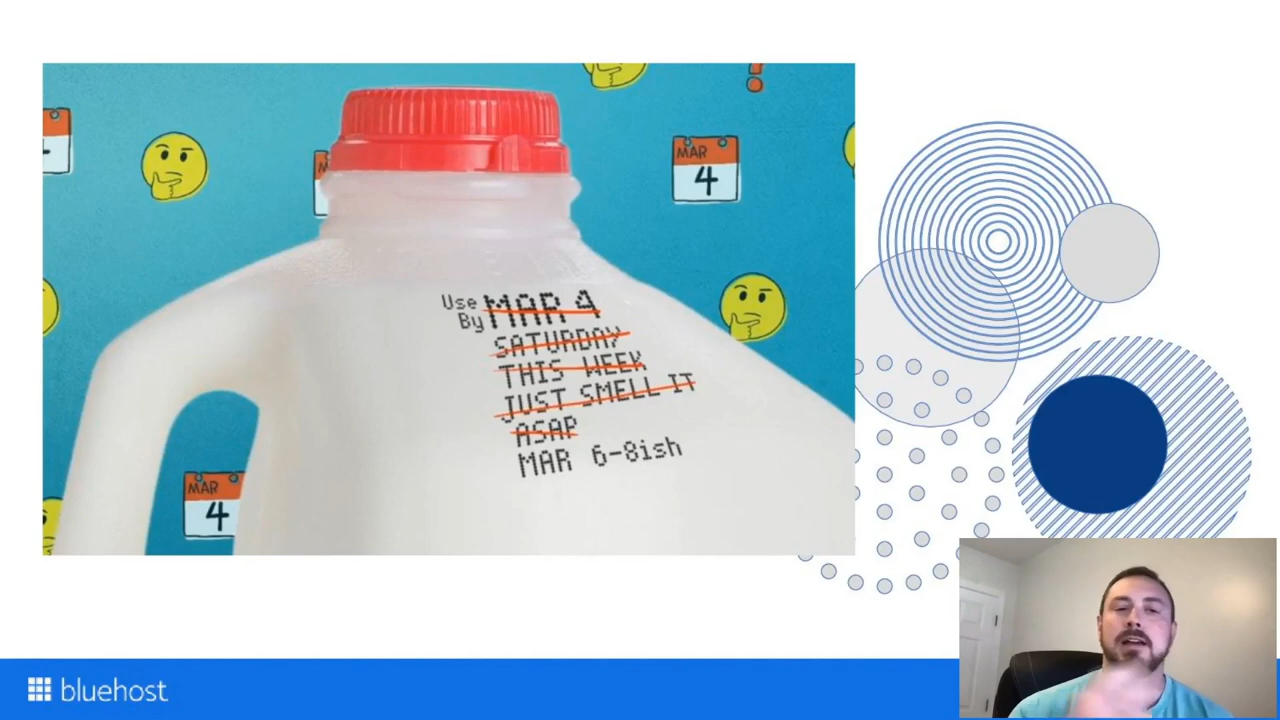 MAR
4
Use By MAR 4
SATURDAY
THIS WEEK
JUST SMELL IT
ASAP
MAR 6-8ish
MAR
4
bluehost